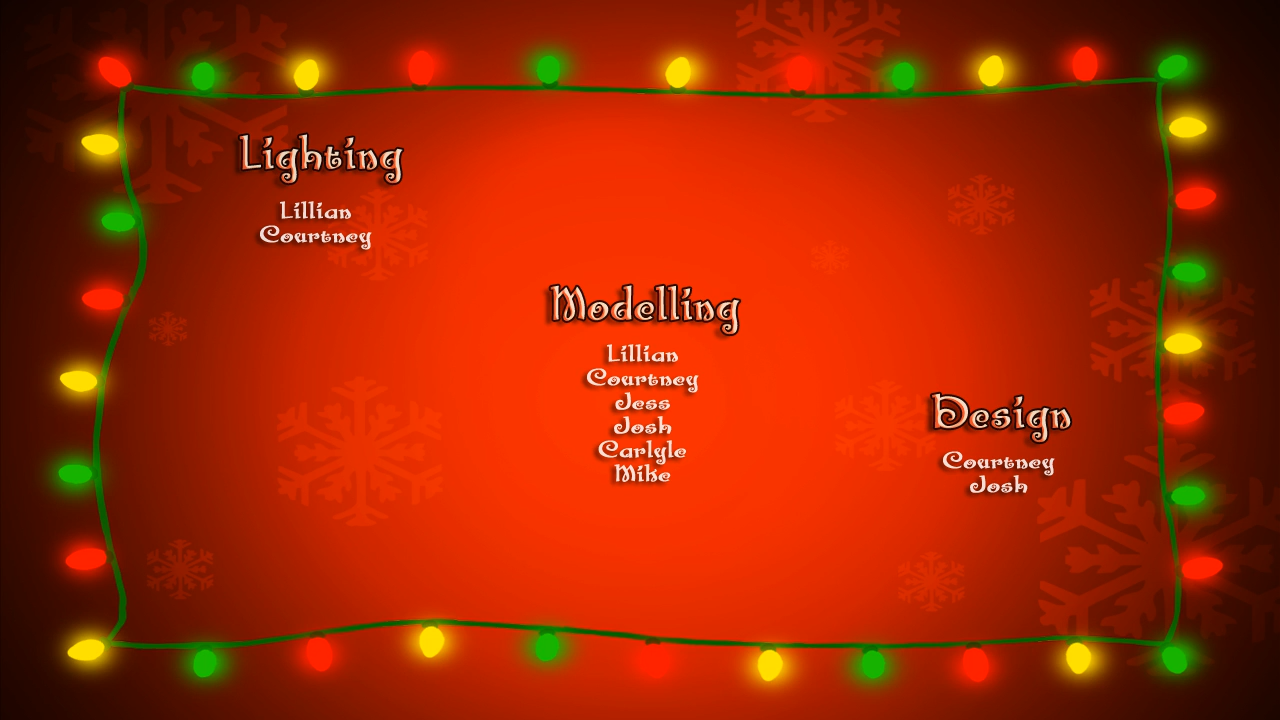 Lighting
Lillian
Courtney
Modelling
Lillian
Courtney
Jess
Josh
Carlyle
Mike
Design
Courtney
Josh